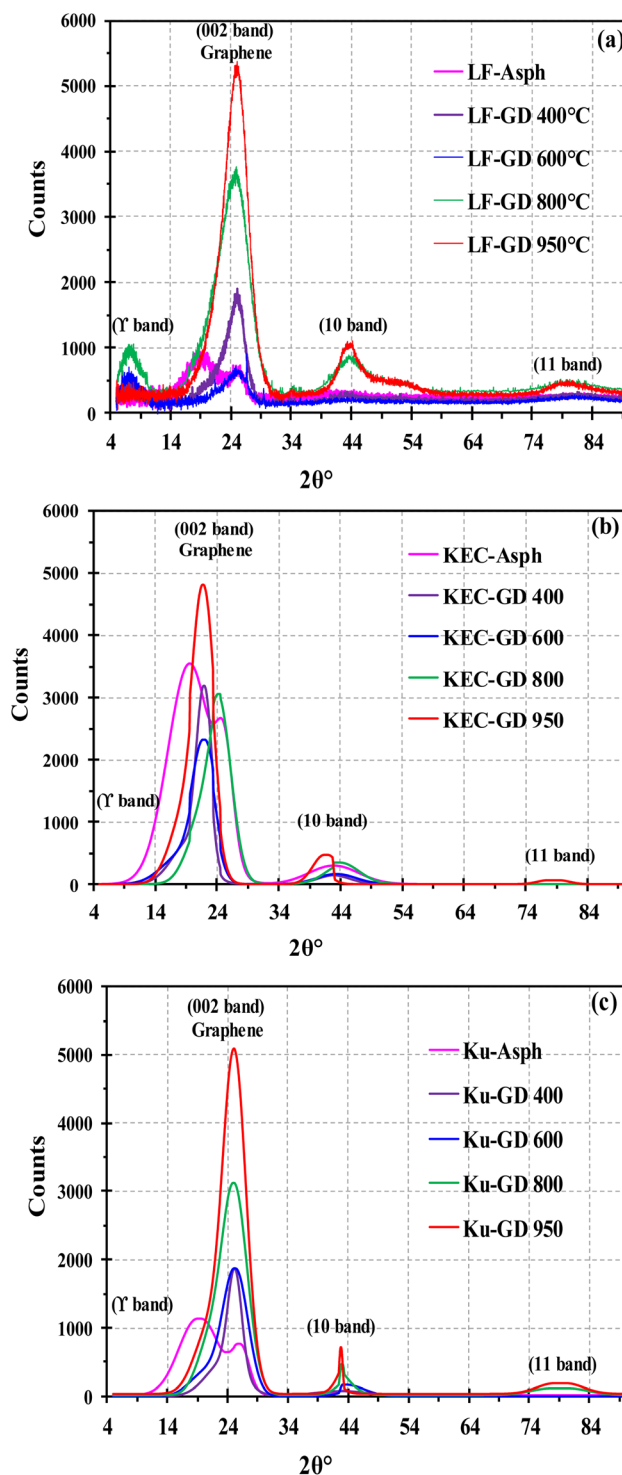 (a)
(002 band)
Graphene
LF-Asph
LF-GD 400°C
LF-GD 600°C
LF-GD 800°C
LF-GD 950°C
(ϒ band)
(10 band)
(11 band)
Counts
6000
5000
4000
3000
2000
1000
0
4 14 24 34 44 54 64 74 84
2θ°
(b)
(002 band)
Graphene
KEC-Asph
KEC-GD 400
KEC-GD 600
KEC-GD 800
KEC-GD 950
(ϒ band)
(10 band)
(11 band)
Counts
6000
5000
4000
3000
2000
1000
0
4 14 24 34 44 54 64 74 84
2θ°
(c)
(002 band)
Graphene
Ku-Asph
Ku-GD 400
Ku-GD 600
Ku-GD 800
Ku-GD 950
(ϒ band)
(10 band)
(11 band)
Counts
6000
5000
4000
3000
2000
1000
0
4 14 24 34 44 54 64 74 84
2θ°